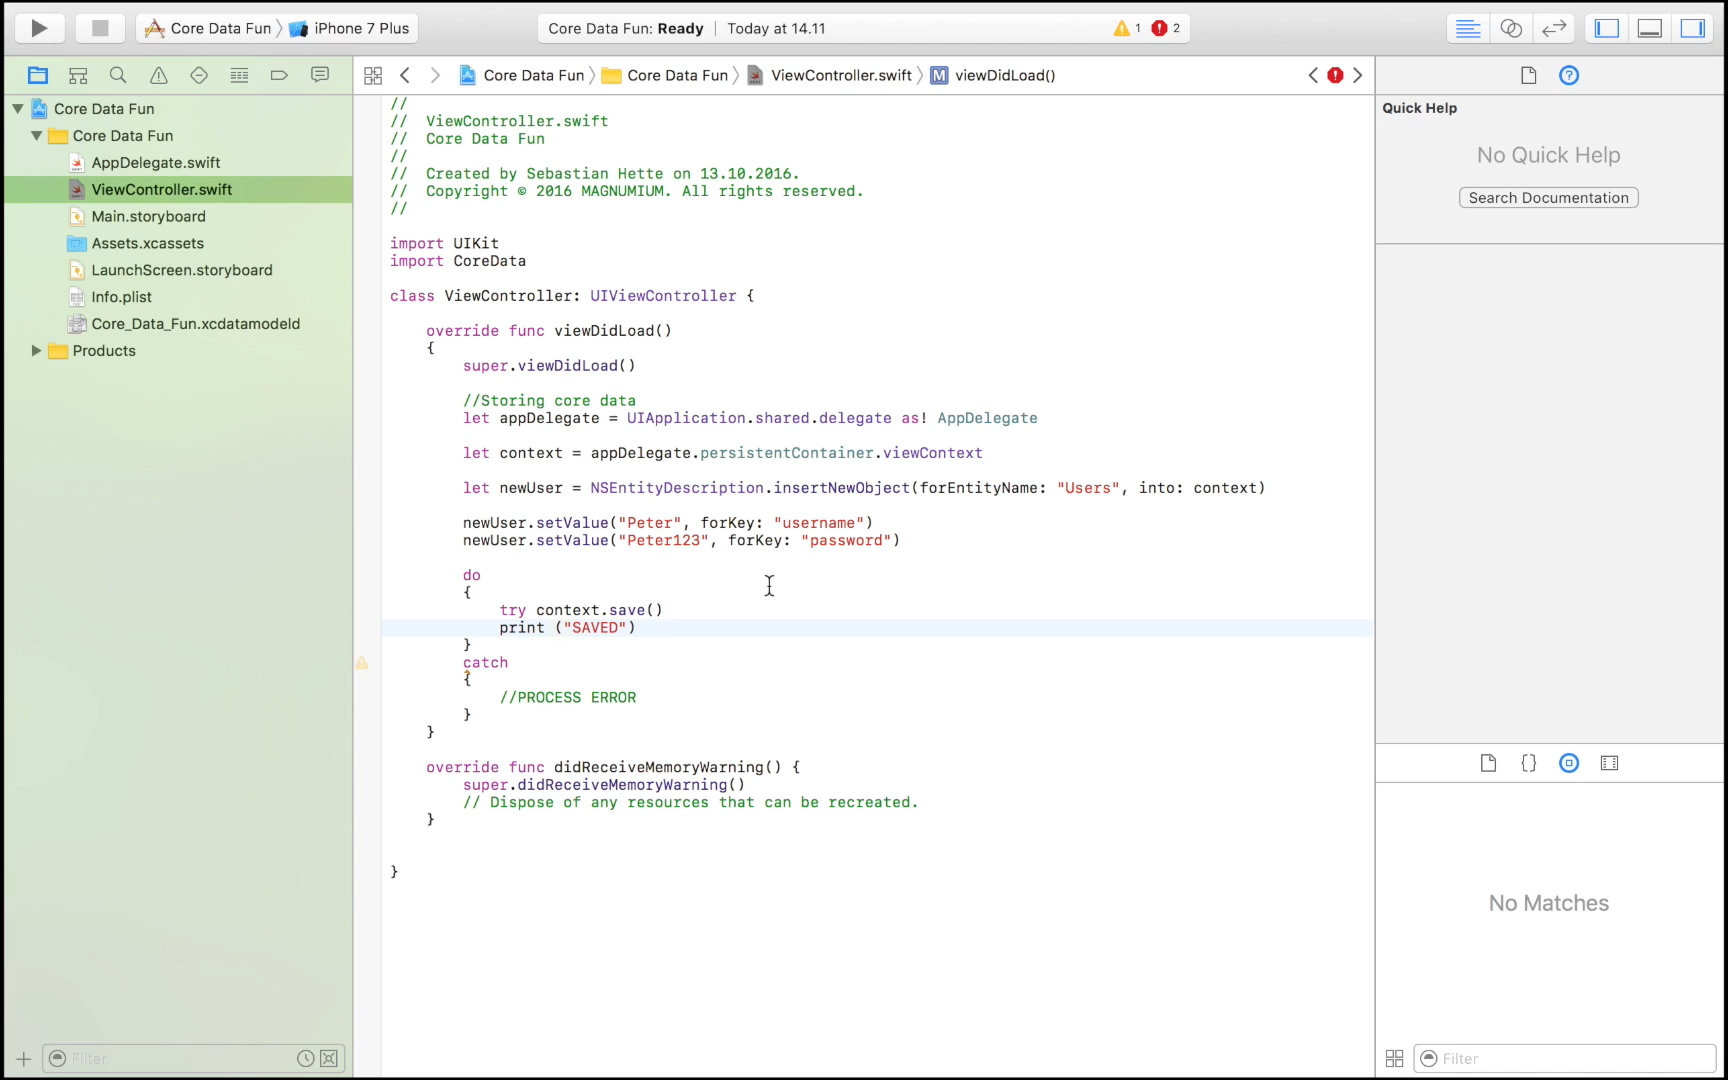 Core Data Fun iPhone 7 Plus
Core Data Fun: Ready | Today at 14.11
1 2
Core Data Fun Core Data Fun ViewController.swift M viewDidLoad()
Core Data Fun
Core Data Fun
AppDelegate.swift
ViewController.swift
Main.storyboard
Assets.xcassets
LaunchScreen.storyboard
Info.plist
Core_Data_Fun.xcdatamodeld
Products
Filter
//
// ViewController.swift
// Core Data Fun
//
// Created by Sebastian Hette on 13.10.2016.
// Copyright © 2016 MAGNUMIUM. All rights reserved.
//
import UIKit
import CoreData
class ViewController: UIViewController {
override func viewDidLoad()
{
super.viewDidLoad()
//Storing core data
let appDelegate = UIApplication.shared.delegate as! AppDelegate
let context = appDelegate.persistentContainer.viewContext
let newUser = NSEntityDescription.insertNewObject(forEntityName: "Users", into: context)
newUser.setValue("Peter", forKey: "username")
newUser.setValue("Peter123", forKey: "password")
do
{
try context.save()
print ("SAVED")
}
catch
{
//PROCESS ERROR
}
}
override func didReceiveMemoryWarning() {
super.didReceiveMemoryWarning()
// Dispose of any resources that can be recreated.
}
}
Quick Help
No Quick Help
Search Documentation
No Matches
Filter